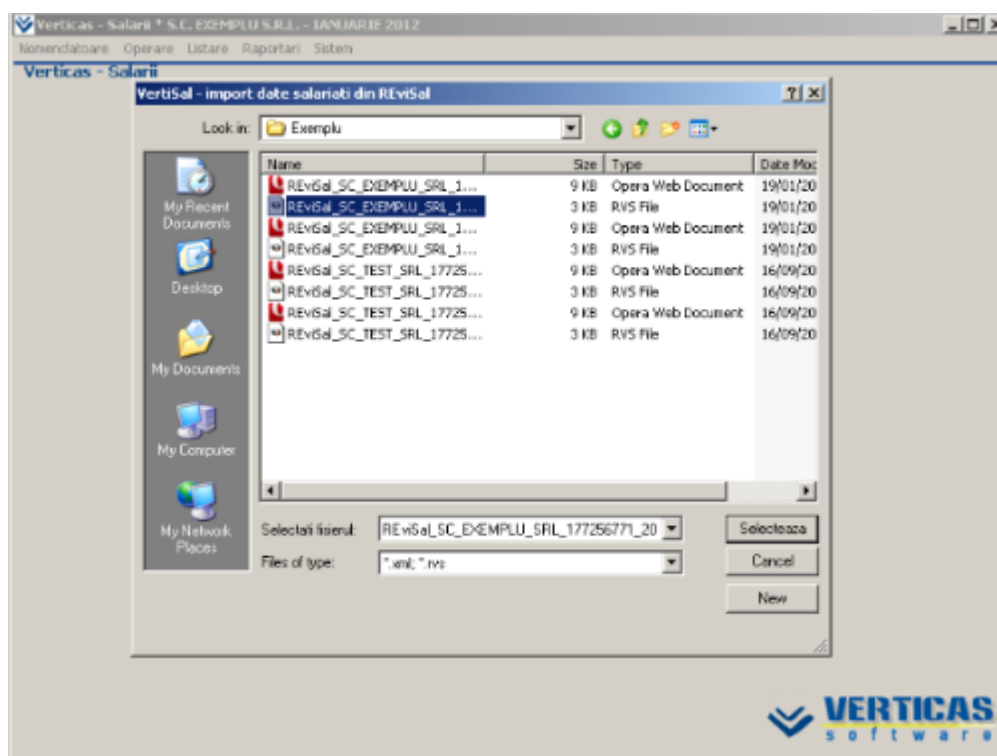 Verticas - Salarii * S.C. EXEMPLU S.R.L. - IANUARIE 2012
Nomenclatoare Operare Listare Raportari Sistem
Verticas - Salarii
VertiSal - import date salariati din REviSal
Look in: Exemplu
Name Size Type Date Moc
REviSal_SC_EXEMPLU_SRL_1... 9 KB Opera Web Document 19/01/20
REviSal_SC_EXEMPLU_SRL_1... 3 KB RVS File 19/01/20
REviSal_SC_EXEMPLU_SRL_1... 9 KB Opera Web Document 19/01/20
REviSal_SC_EXEMPLU_SRL_1... 3 KB RVS File 19/01/20
REviSal_SC_TEST_SRL_17725... 9 KB Opera Web Document 16/09/20
REviSal_SC_TEST_SRL_17725... 3 KB RVS File 16/09/20
REviSal_SC_TEST_SRL_17725... 9 KB Opera Web Document 16/09/20
REviSal_SC_TEST_SRL_17725... 3 KB RVS File 16/09/20
My Recent
Documents
Desktop
My Documents
My Computer
My Network
Places
Selectati fisierul: REviSal_SC_EXEMPLU_SRL_177256771_20 Selecteaza
Files of type: *.xml; *.rvs Cancel
New
VERTICAS
software